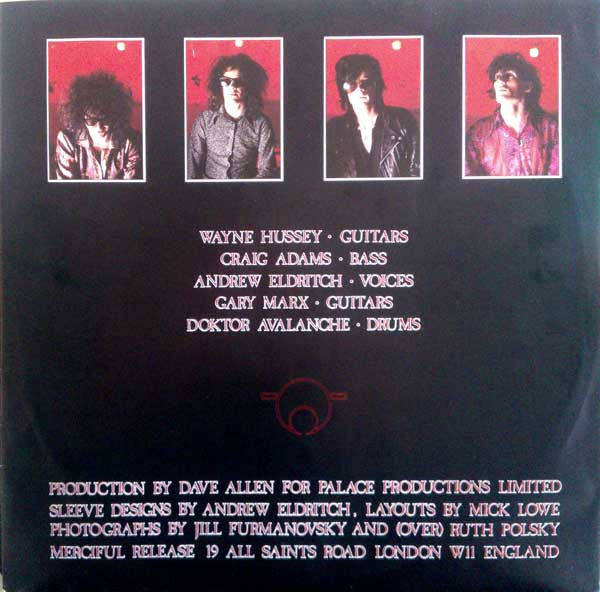 WAYNE HUSSEY · GUITARS
CRAIG ADAMS · BASS
ANDREW ELDRITCH · VOICES
GARY MARX · GUITARS
DOKTOR AVALANCHE · DRUMS
PRODUCTION BY DAVE ALLEN FOR PALACE PRODUCTIONS LIMITED
SLEEVE DESIGNS BY ANDREW ELDRITCH, LAYOUTS BY MICK LOWE
PHOTOGRAPHS BY JILL FURMANOVSKY AND (OVER) RUTH POLSKY
MERCIFUL RELEASE 19 ALL SAINTS ROAD LONDON W11 ENGLAND